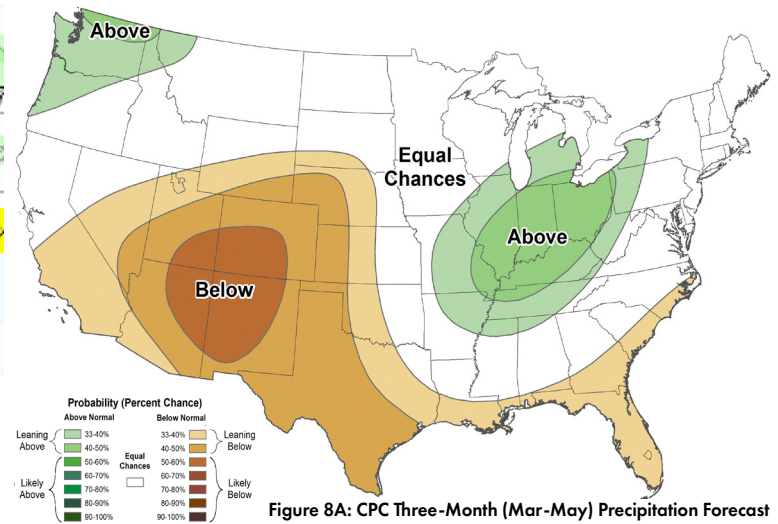 Above
Equal
Chances
Above
Below
Probability (Percent Chance)
Above Normal
Below Normal
Leaning
Above
33-40%
40-50%
50-60%
60-70%
70-80%
80-90%
90-100%
Likely
Above
Equal
Chances
33-40%
40-50%
50-60%
60-70%
70-80%
80-90%
90-100%
Leaning
Below
Likely
Below
Figure 8A: CPC Three-Month (Mar-May) Precipitation Forecast